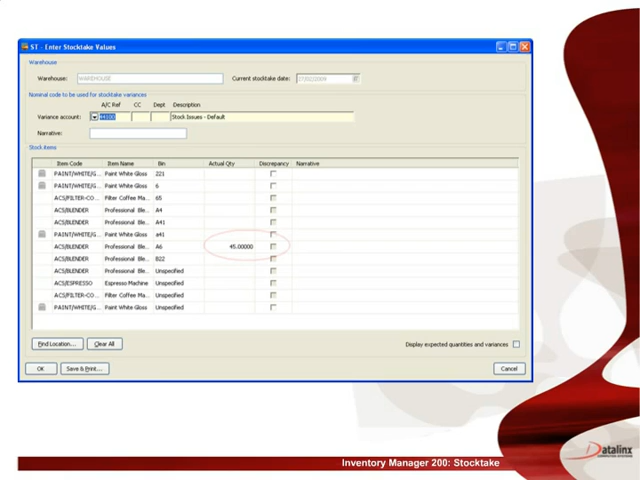 ST - Enter Stocktake Values
Warehouse
Warehouse: WAREHOUSE Current stocktake date: 27/02/2009
Nominal code to be used for stocktake variances
A/C Ref CC Dept Description
Variance account: 44100 Stock Issues - Default
Narrative:
Stock items
Item Code Item Name Bin Actual Qty Discrepancy Narrative
PAINT/WHITE/G... Paint White Gloss Z21
PAINT/WHITE/G... Paint White Gloss 6
ACS/FILTER-CO... Filter Coffee Ma... 65
ACS/BLENDER Professional Ble... A4
ACS/BLENDER Professional Ble... A41
PAINT/WHITE/G... Paint White Gloss a41
ACS/BLENDER Professional Ble... A6 45.00000
ACS/BLENDER Professional Ble... B22
ACS/BLENDER Professional Ble... Unspecified
ACS/ESPRESSO Espresso Machine Unspecified
ACS/FILTER-CO... Filter Coffee Ma... Unspecified
PAINT/WHITE/G... Paint White Gloss Unspecified
Find Location... Clear All Display expected quantities and variances
OK Save & Print... Cancel
Datalinx
Inventory Manager 200: Stocktake